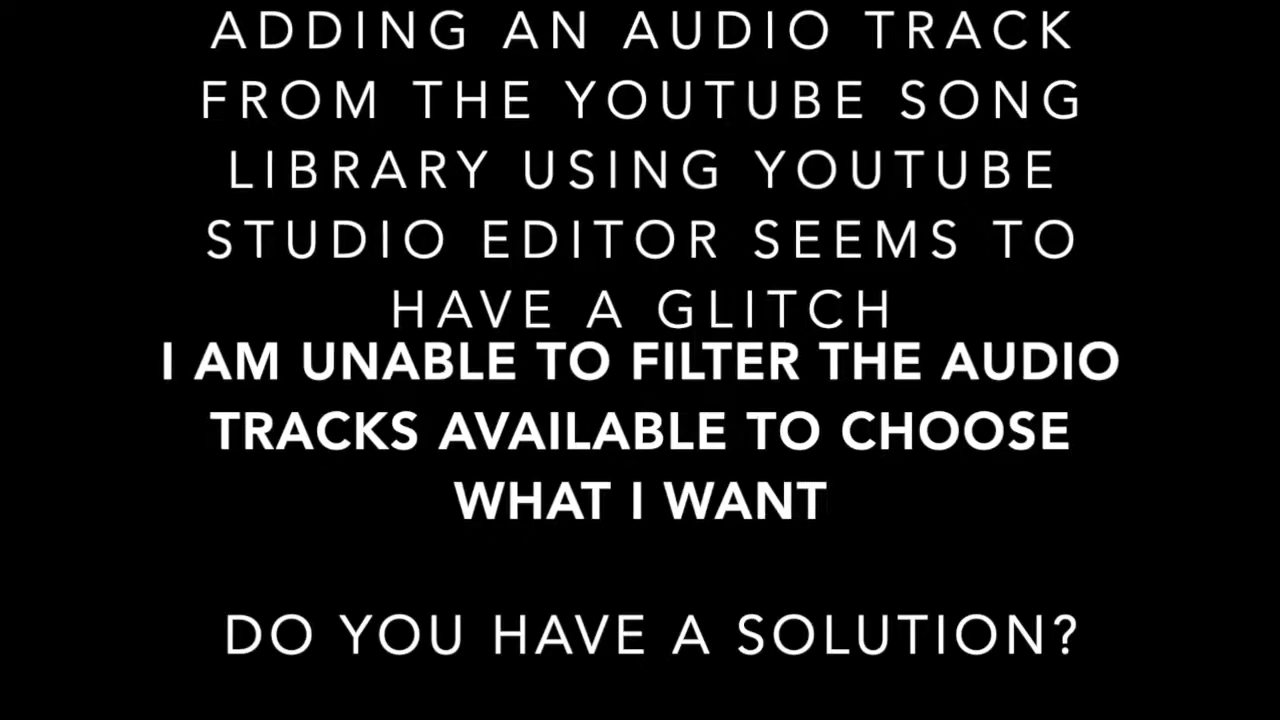 ADDING AN AUDIO TRACK
FROM THE YOUTUBE SONG
LIBRARY USING YOUTUBE
STUDIO EDITOR SEEMS TO
HAVE A GLITCH
I AM UNABLE TO FILTER THE AUDIO
TRACKS AVAILABLE TO CHOOSE
WHAT I WANT
DO YOU HAVE A SOLUTION?